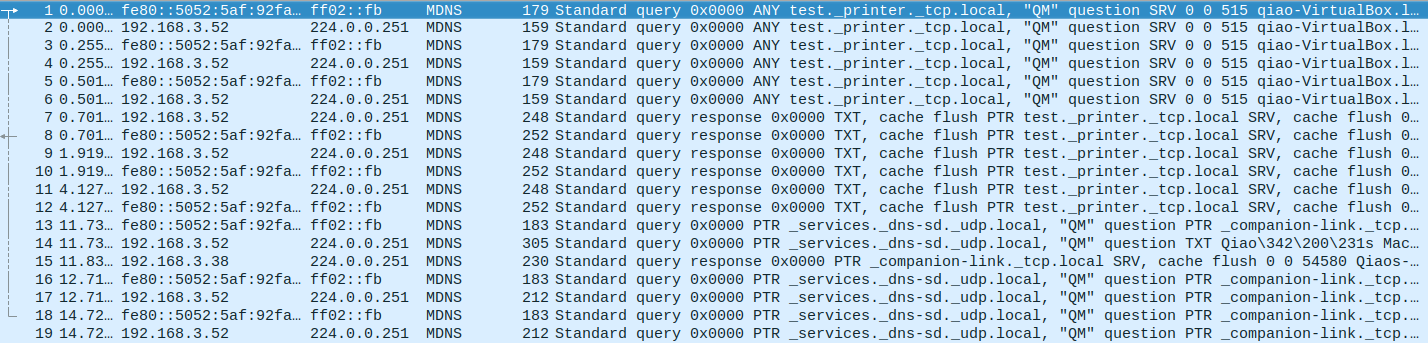 1 0.000… fe80::5052:5af:92fa… ff02::fb MDNS 179 Standard query 0x0000 ANY test._printer._tcp.local, "QM" question SRV 0 0 515 qiao-VirtualBox.l…
2 0.000… 192.168.3.52 224.0.0.251 MDNS 159 Standard query 0x0000 ANY test._printer._tcp.local, "QM" question SRV 0 0 515 qiao-VirtualBox.l…
3 0.255… fe80::5052:5af:92fa… ff02::fb MDNS 179 Standard query 0x0000 ANY test._printer._tcp.local, "QM" question SRV 0 0 515 qiao-VirtualBox.l…
4 0.255… 192.168.3.52 224.0.0.251 MDNS 159 Standard query 0x0000 ANY test._printer._tcp.local, "QM" question SRV 0 0 515 qiao-VirtualBox.l…
5 0.501… fe80::5052:5af:92fa… ff02::fb MDNS 179 Standard query 0x0000 ANY test._printer._tcp.local, "QM" question SRV 0 0 515 qiao-VirtualBox.l…
6 0.501… 192.168.3.52 224.0.0.251 MDNS 159 Standard query 0x0000 ANY test._printer._tcp.local, "QM" question SRV 0 0 515 qiao-VirtualBox.l…
7 0.701… 192.168.3.52 224.0.0.251 MDNS 248 Standard query response 0x0000 TXT, cache flush PTR test._printer._tcp.local SRV, cache flush 0…
8 0.701… fe80::5052:5af:92fa… ff02::fb MDNS 252 Standard query response 0x0000 TXT, cache flush PTR test._printer._tcp.local SRV, cache flush 0…
9 1.919… 192.168.3.52 224.0.0.251 MDNS 248 Standard query response 0x0000 TXT, cache flush PTR test._printer._tcp.local SRV, cache flush 0…
10 1.919… fe80::5052:5af:92fa… ff02::fb MDNS 252 Standard query response 0x0000 TXT, cache flush PTR test._printer._tcp.local SRV, cache flush 0…
11 4.127… 192.168.3.52 224.0.0.251 MDNS 248 Standard query response 0x0000 TXT, cache flush PTR test._printer._tcp.local SRV, cache flush 0…
12 4.127… fe80::5052:5af:92fa… ff02::fb MDNS 252 Standard query response 0x0000 TXT, cache flush PTR test._printer._tcp.local SRV, cache flush 0…
13 11.73… fe80::5052:5af:92fa… ff02::fb MDNS 183 Standard query 0x0000 PTR _services._dns-sd._udp.local, "QM" question PTR _companion-link._tcp.…
14 11.73… 192.168.3.52 224.0.0.251 MDNS 305 Standard query 0x0000 PTR _services._dns-sd._udp.local, "QM" question TXT Qiao\342\200\231s Mac…
15 11.83… 192.168.3.38 224.0.0.251 MDNS 230 Standard query response 0x0000 PTR _companion-link._tcp.local SRV, cache flush 0 0 54580 Qiaos-…
16 12.71… fe80::5052:5af:92fa… ff02::fb MDNS 183 Standard query 0x0000 PTR _services._dns-sd._udp.local, "QM" question PTR _companion-link._tcp.…
17 12.71… 192.168.3.52 224.0.0.251 MDNS 212 Standard query 0x0000 PTR _services._dns-sd._udp.local, "QM" question PTR _companion-link._tcp.…
18 14.72… fe80::5052:5af:92fa… ff02::fb MDNS 183 Standard query 0x0000 PTR _services._dns-sd._udp.local, "QM" question PTR _companion-link._tcp.…
19 14.72… 192.168.3.52 224.0.0.251 MDNS 212 Standard query 0x0000 PTR _services._dns-sd._udp.local, "QM" question PTR _companion-link._tcp.…